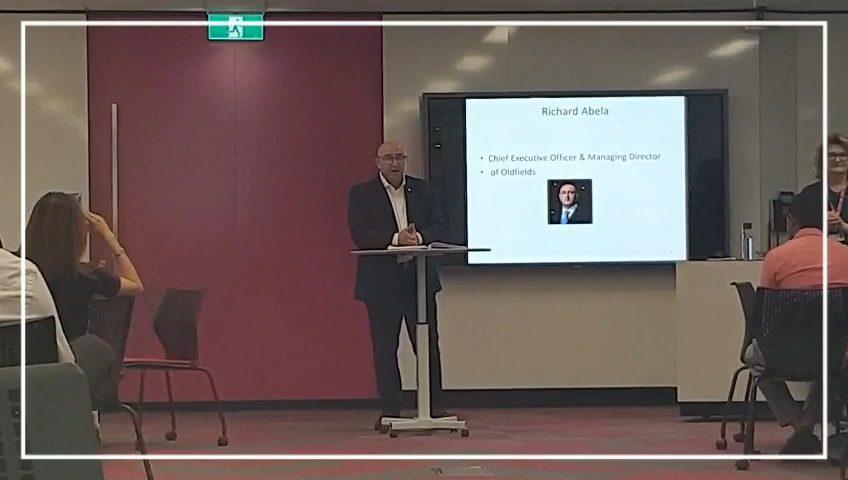 Richard Abela
• Chief Executive Officer & Managing Director
• of Oldfields